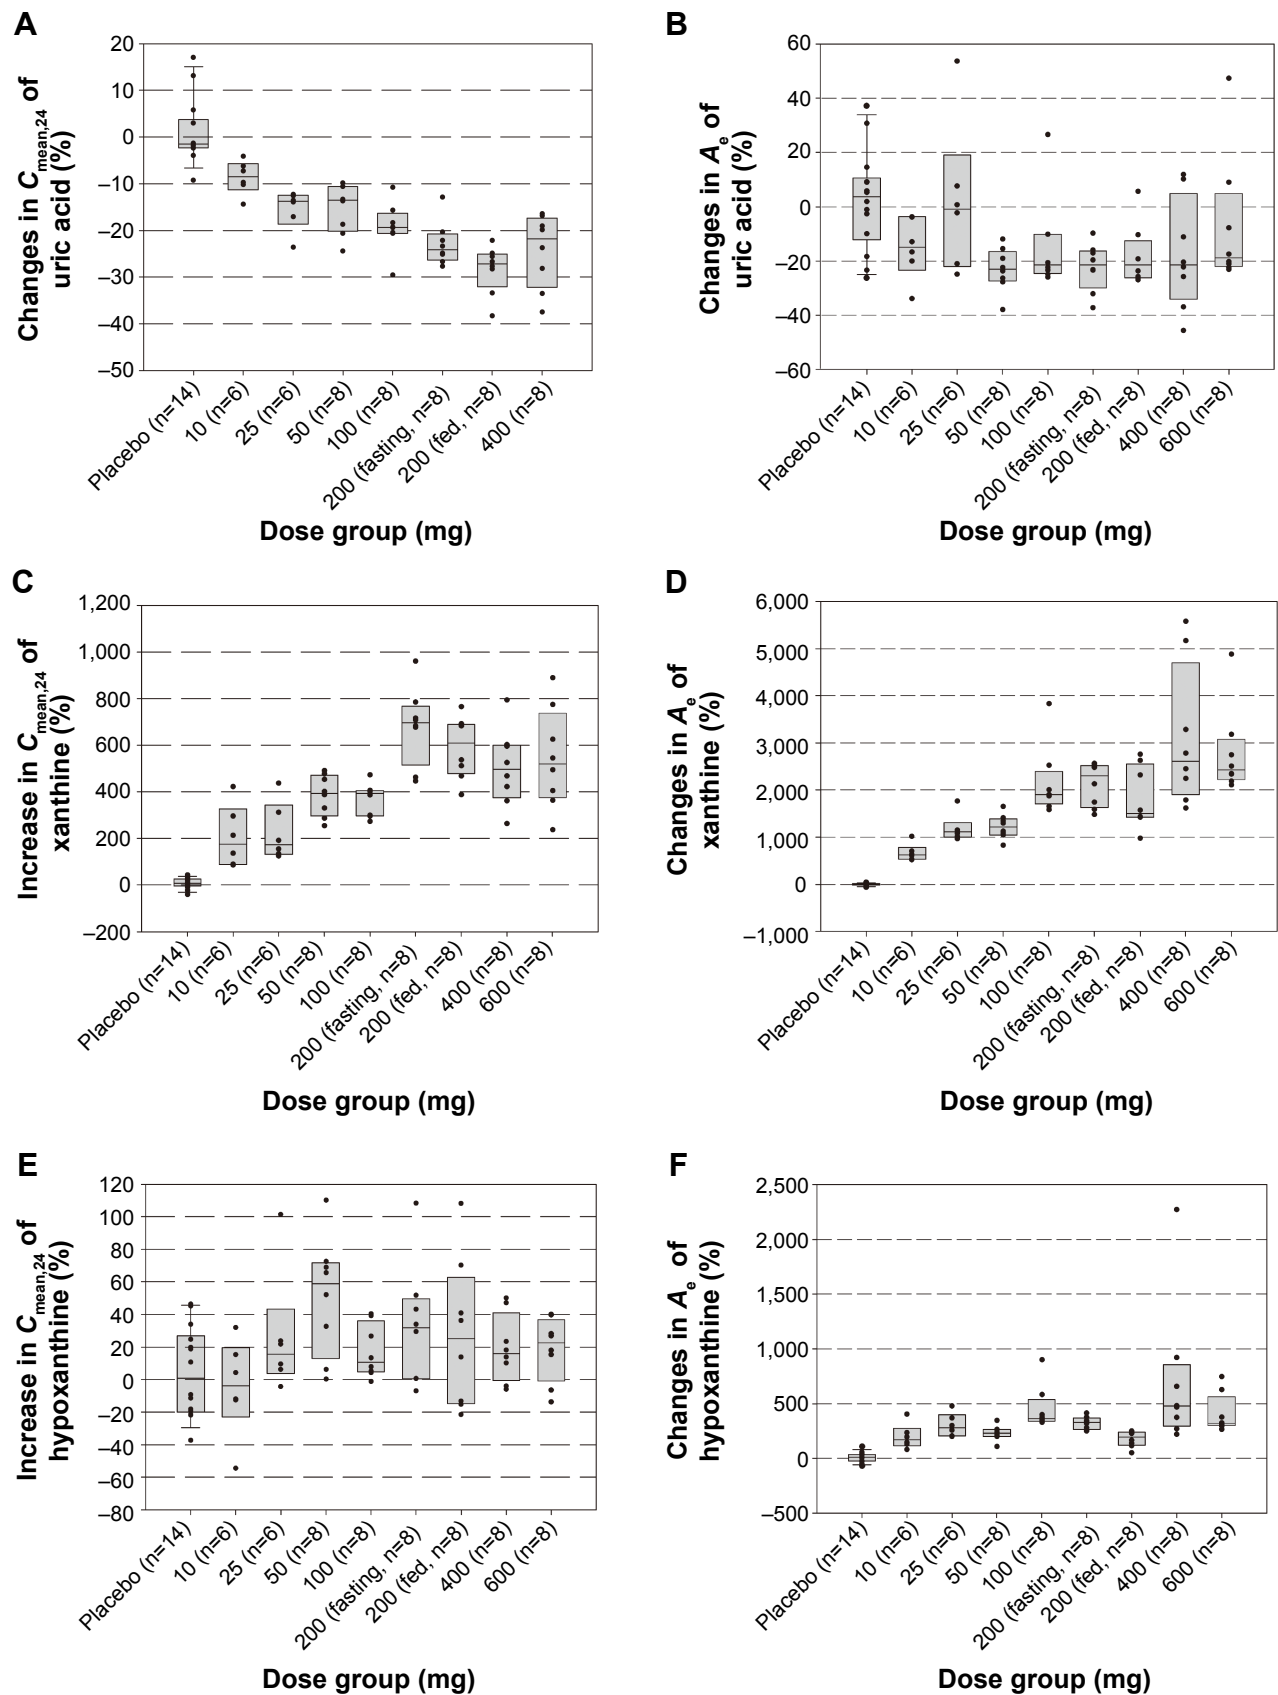 A
Changes in Cmean,24 of
uric acid (%)
20
10
0
–10
–20
–30
–40
–50
Placebo (n=14)
10 (n=6)
25 (n=6)
50 (n=8)
100 (n=8)
200 (fasting, n=8)
200 (fed, n=8)
400 (n=8)
Dose group (mg)
B
Changes in Ae of
uric acid (%)
60
40
20
0
–20
–40
–60
Placebo (n=14)
10 (n=6)
25 (n=6)
50 (n=8)
100 (n=8)
200 (fasting, n=8)
200 (fed, n=8)
400 (n=8)
600 (n=8)
Dose group (mg)
C
Increase in Cmean,24 of
xanthine (%)
1,200
1,000
800
600
400
200
0
–200
Placebo (n=14)
10 (n=6)
25 (n=6)
50 (n=8)
100 (n=8)
200 (fasting, n=8)
200 (fed, n=8)
400 (n=8)
600 (n=8)
Dose group (mg)
D
Changes in Ae of
xanthine (%)
6,000
5,000
4,000
3,000
2,000
1,000
0
–1,000
Placebo (n=14)
10 (n=6)
25 (n=6)
50 (n=8)
100 (n=8)
200 (fasting, n=8)
200 (fed, n=8)
400 (n=8)
600 (n=8)
Dose group (mg)
E
Increase in Cmean,24 of
hypoxanthine (%)
120
100
80
60
40
20
0
–20
–40
–60
–80
Placebo (n=14)
10 (n=6)
25 (n=6)
50 (n=8)
100 (n=8)
200 (fasting, n=8)
200 (fed, n=8)
400 (n=8)
600 (n=8)
Dose group (mg)
F
Changes in Ae of
hypoxanthine (%)
2,500
2,000
1,500
1,000
500
0
–500
Placebo (n=14)
10 (n=6)
25 (n=6)
50 (n=8)
100 (n=8)
200 (fasting, n=8)
200 (fed, n=8)
400 (n=8)
600 (n=8)
Dose group (mg)